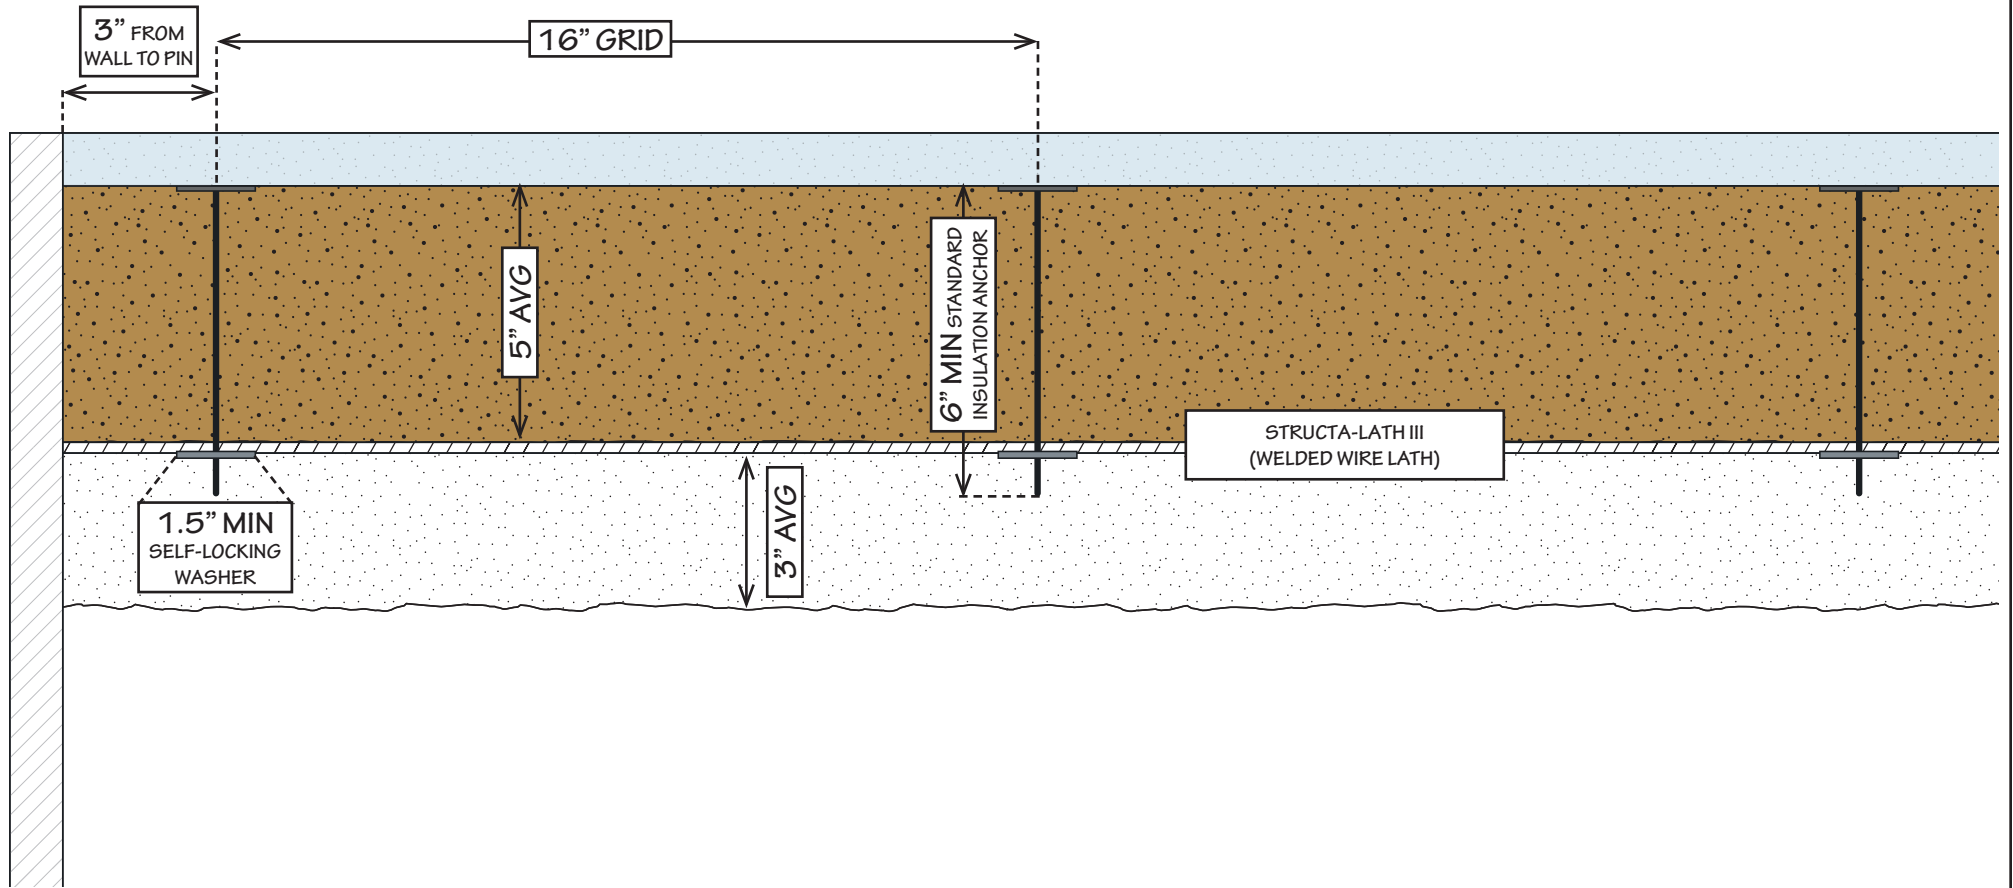 3” FROM
WALL TO PIN
16” GRID
5” AVG
6” MIN STANDARD
INSULATION ANCHOR
STRUCTA-LATH III
(WELDED WIRE LATH)
1.5” MIN
SELF-LOCKING
WASHER
3” AVG